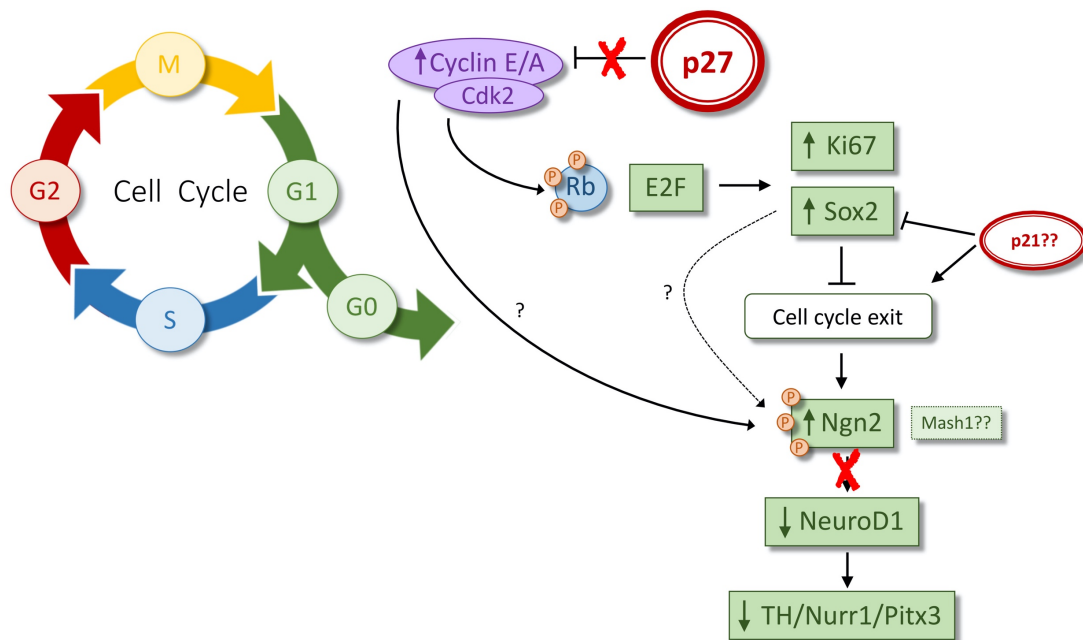 M
G2
Cell Cycle
G1
S
G0
Cyclin E/A
Cdk2
p27
P
P
P
Rb
E2F
Ki67
Sox2
p21??
?
?
Cell cycle exit
P
P
P
Ngn2
Mash1??
NeuroD1
TH/Nurr1/Pitx3